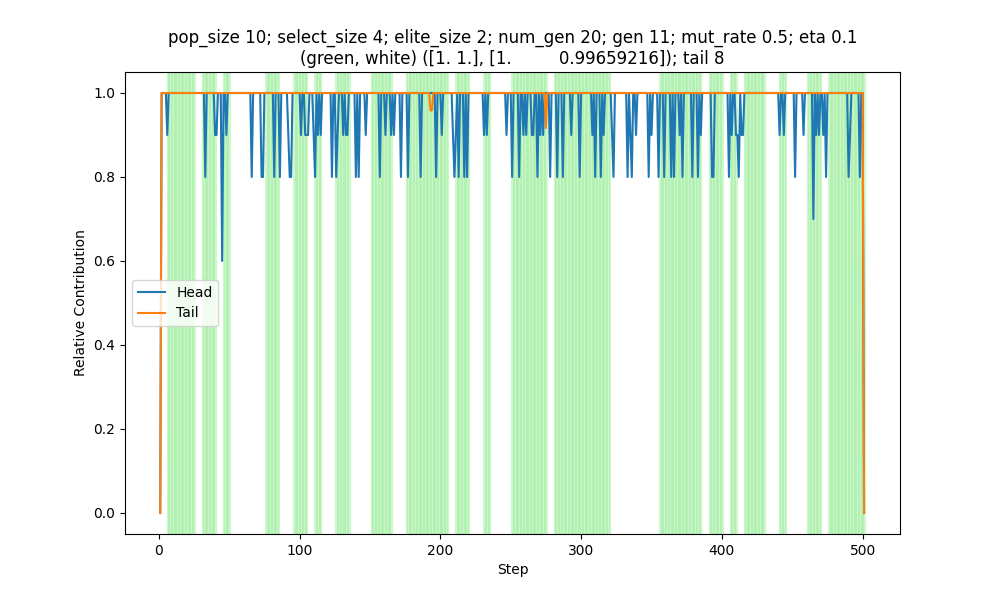 pop_size 10; select_size 4; elite_size 2; num_gen 20; gen 11; mut_rate 0.5; eta 0.1
(green, white) ([1. 1.], [1.          0.99659216]); tail 8
1.0
0.8
0.6
0.4
0.2
0.0
Relative Contribution
Head
Tail
0
100
200
300
400
500
Step